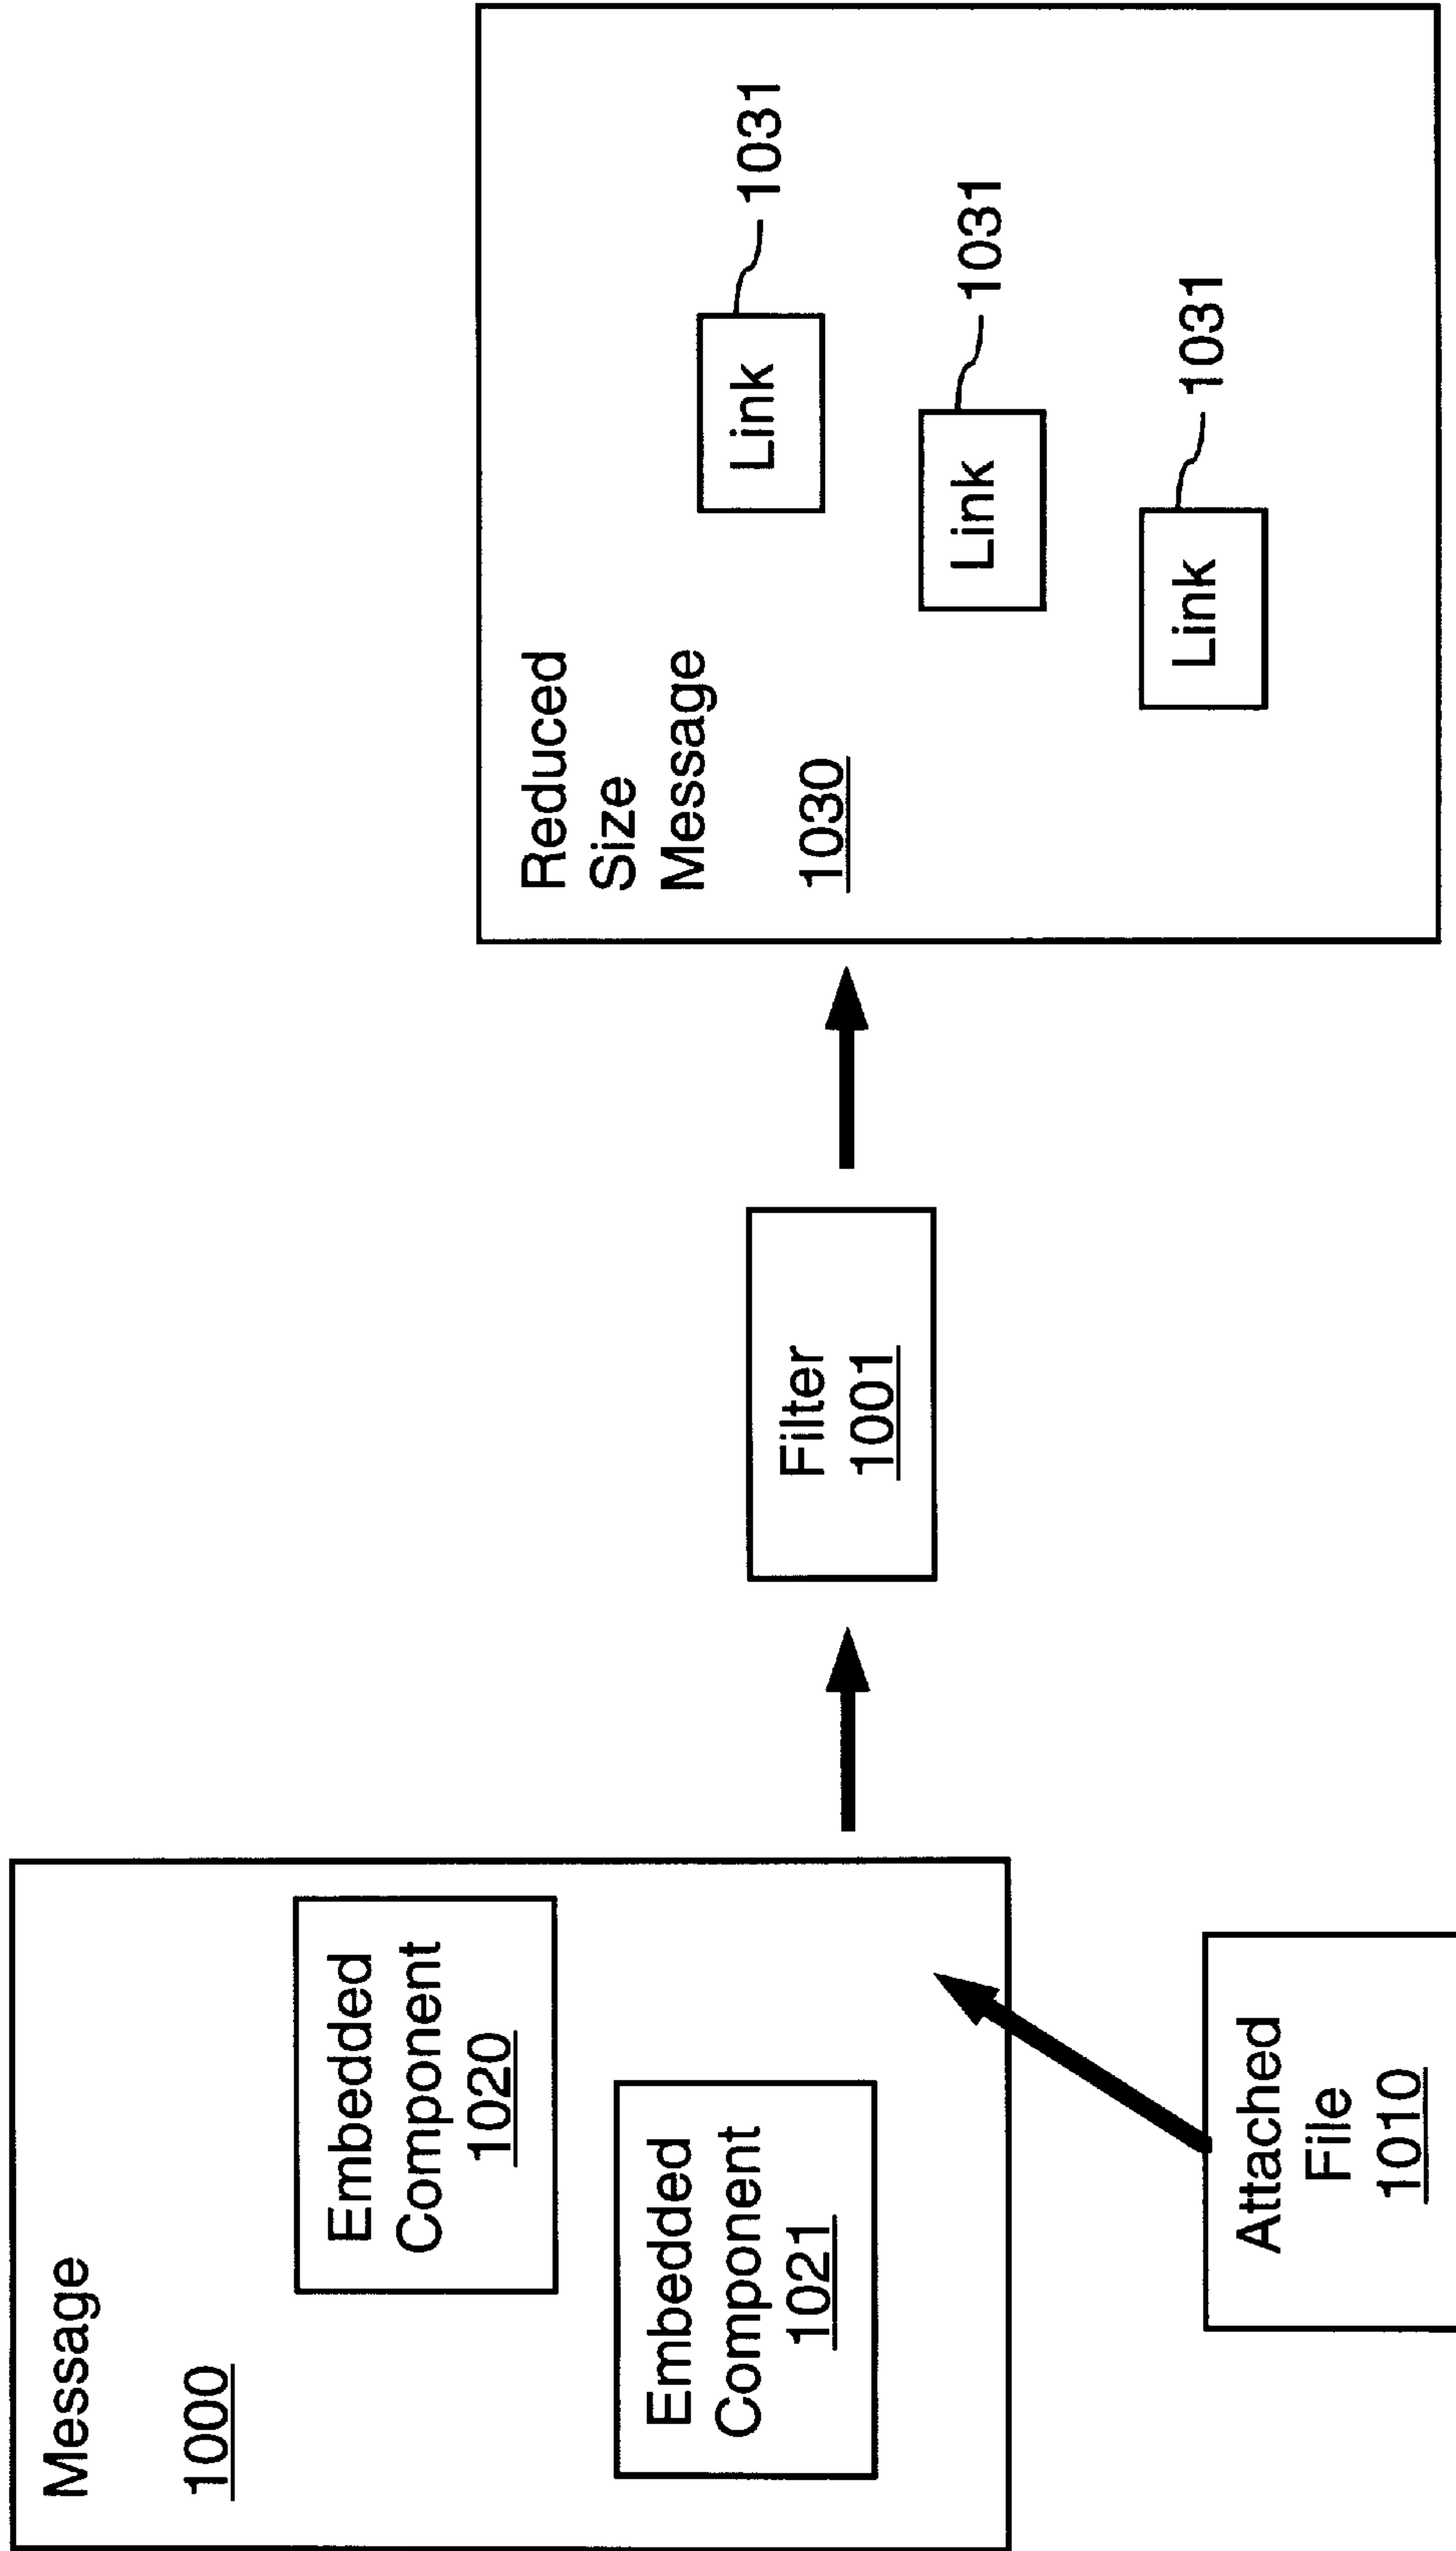 Message
1000
Embedded
Component
1020
Embedded
Component
1021
Attached
File
1010
Filter
1001
Reduced
Size
Message
1030
Link
1031
Link
1031
Link
1031